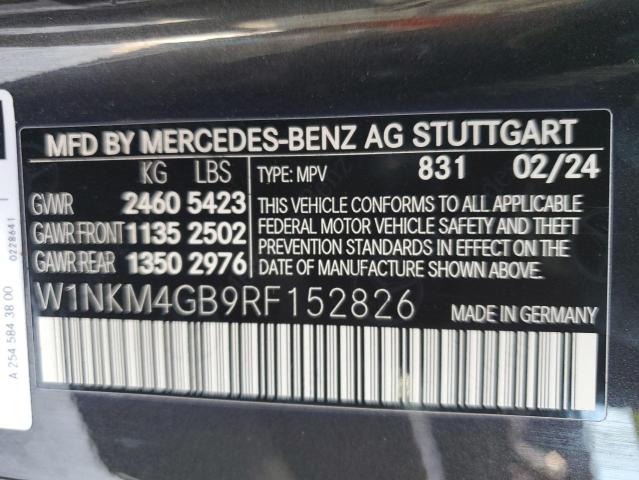 MFD BY MERCEDES-BENZ AG STUTTGART
KG LBS
GVWR 2460 5423
GAWR FRONT 1135 2502
GAWR REAR 1350 2976
TYPE: MPV 831 02/24
THIS VEHICLE CONFORMS TO ALL APPLICABLE
FEDERAL MOTOR VEHICLE SAFETY AND THEFT
PREVENTION STANDARDS IN EFFECT ON THE
DATE OF MANUFACTURE SHOWN ABOVE.
W1NKM4GB9RF152826
MADE IN GERMANY
A 254 584 38 00
0228641